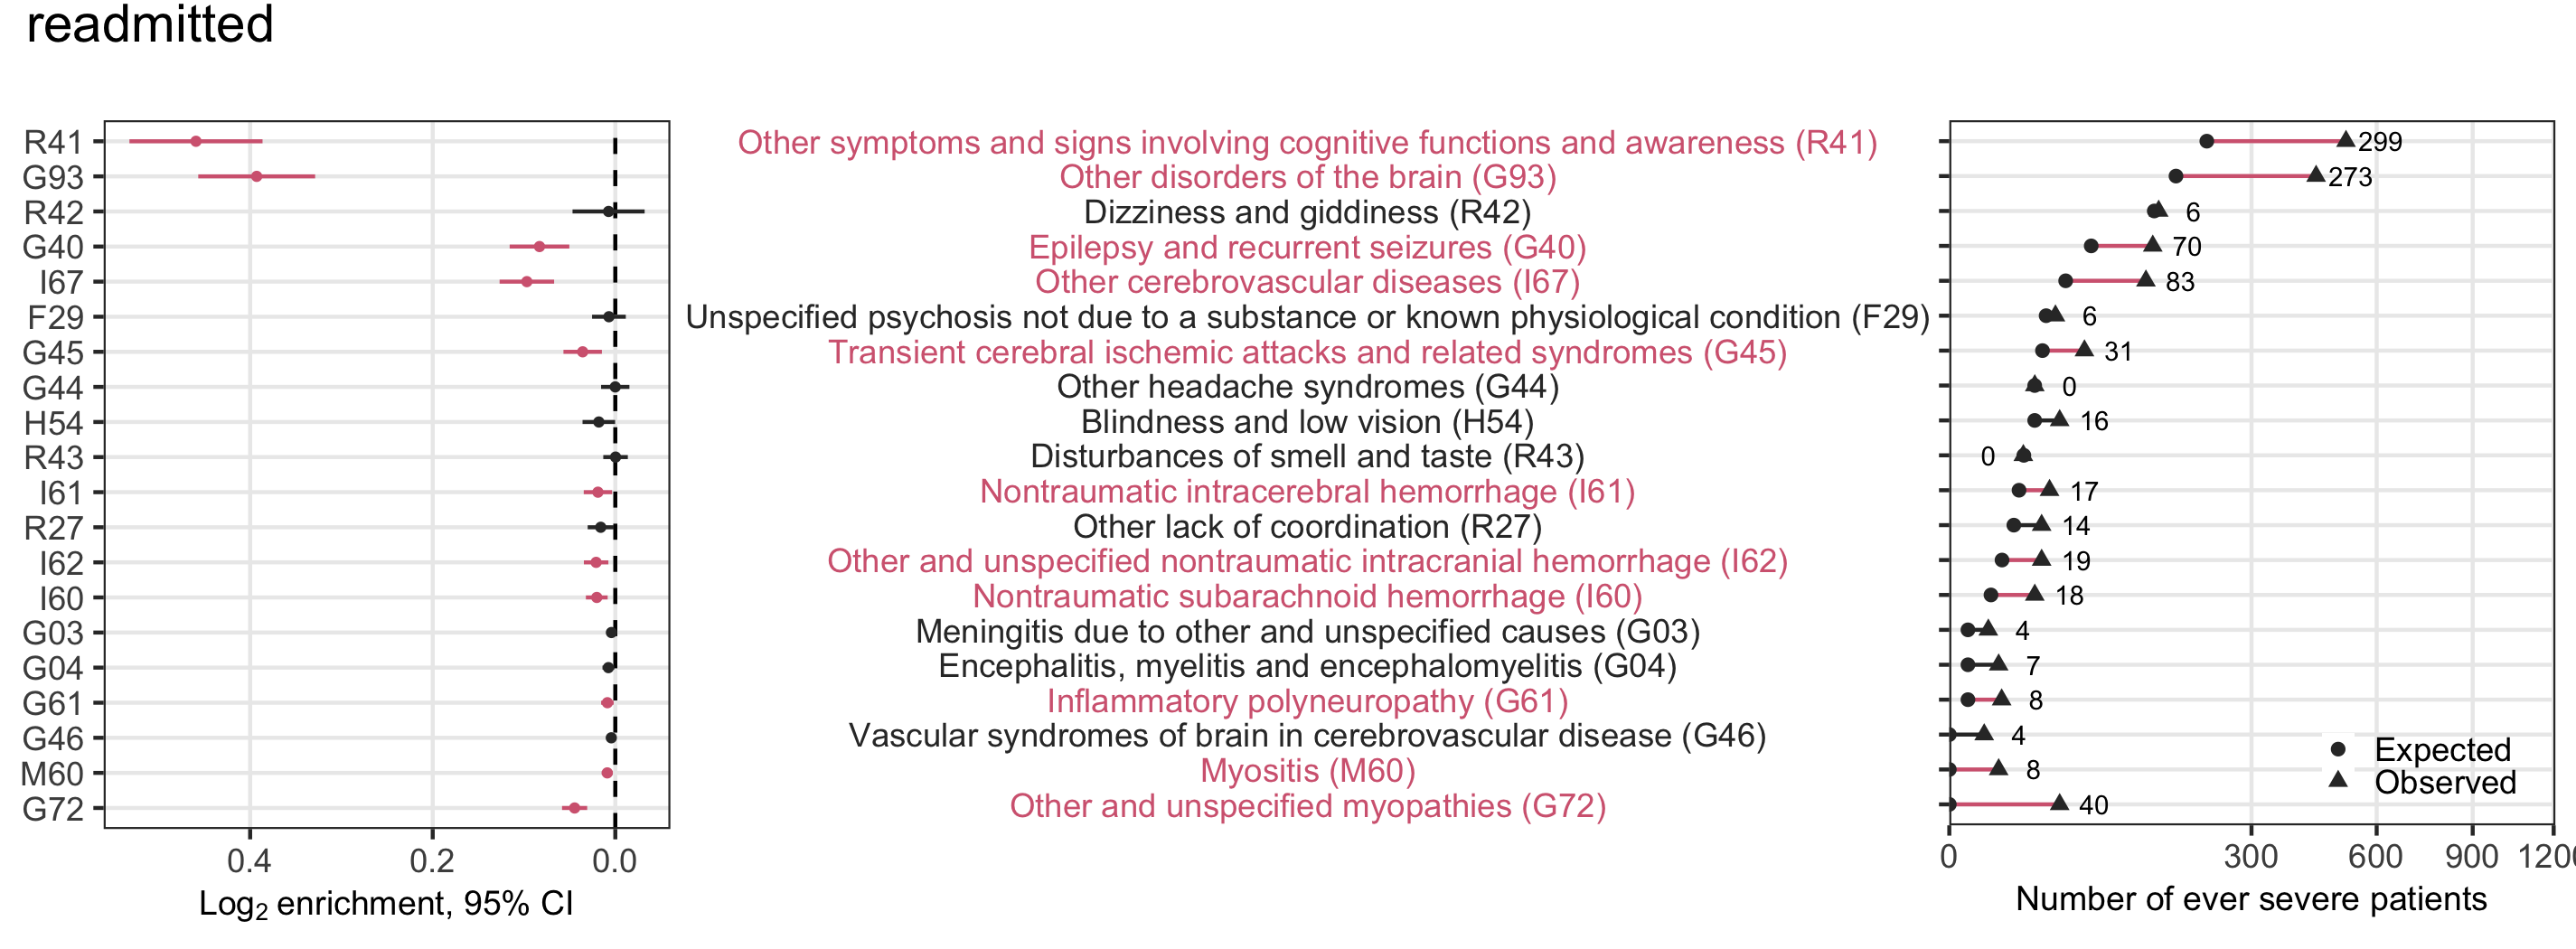 readmitted
R41
Other symptoms and signs involving cognitive functions and awareness (R41)
299
G93
Other disorders of the brain (G93)
273
R42
Dizziness and giddiness (R42)
6
G40
Epilepsy and recurrent seizures (G40)
70
I67
Other cerebrovascular diseases (I67)
83
F29
Unspecified psychosis not due to a substance or known physiological condition (F29)
6
G45
Transient cerebral ischemic attacks and related syndromes (G45)
31
G44
Other headache syndromes (G44)
0
H54
Blindness and low vision (H54)
16
R43
Disturbances of smell and taste (R43)
0
I61
Nontraumatic intracerebral hemorrhage (I61)
17
R27
Other lack of coordination (R27)
14
I62
Other and unspecified nontraumatic intracranial hemorrhage (I62)
19
I60
Nontraumatic subarachnoid hemorrhage (I60)
18
G03
Meningitis due to other and unspecified causes (G03)
4
G04
Encephalitis, myelitis and encephalomyelitis (G04)
7
G61
Inflammatory polyneuropathy (G61)
8
G46
Vascular syndromes of brain in cerebrovascular disease (G46)
4
Expected
M60
Myositis (M60)
8
Observed
G72
Other and unspecified myopathies (G72)
40
0.4 0.2 0.0
0 300 600 900 120
Log2 enrichment, 95% CI
Number of ever severe patients